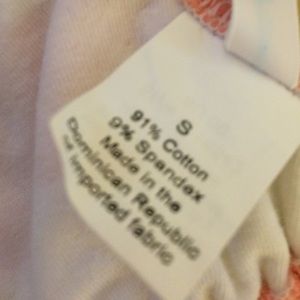 S
91% Cotton
9% Spandex
Made in the
Dominican Republic
of imported fabric